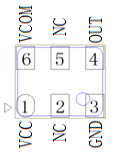 VCOM NC OUT
6 5 4
1 2 3
VCC NC GND